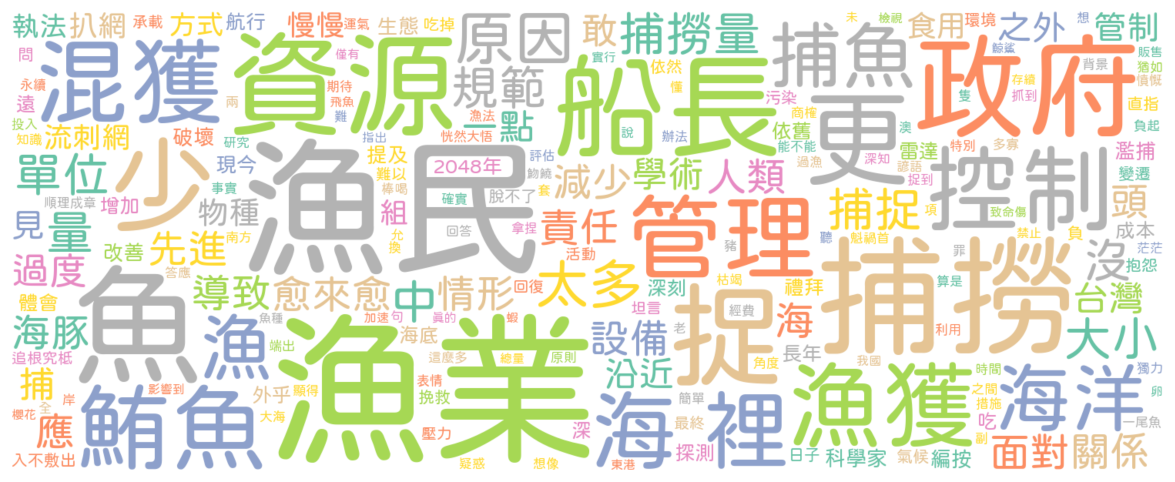 執法 扒網 承載 方式 航行 慢慢 運氣 生態 吃掉 原因 敢 捕撈量 捕魚 食用 檢視 未 環境 之外 想 管制
問 混獲 資源 僅有 實行 船長 依然 鯨鯊 政府 販售 背景 猶如 憤慨
永續 遠 兩 期待 飛魚 難 規範 懂 污染 存續 隻 抓到 直指
投入 知識 流刺網 破壞 研究 指出 漁法 一點 恍然大悟 說 辦法 商榷 依舊 能不能 更 澳 雷達 特別 負起 多寡 濫捕
單位 少 現今 事實 漁民 提及 難以 2048年 評估 減少 學術 人類 過漁 深知 諺語 捉到 控制 變遷
順理成章 增加 物種 棒喝 組 確實 套 脫不了 責任 拿捏 管理 捕捉 項 致命傷 頭
見 量 改善 先進 南方 允 換 回答 活動 豬 聽 魁禍首 禁止 負 成本 茫茫
過度 答應 魚 導致 愈來愈 中 情形 回復 太多 深刻 枯竭 禮拜 捕撈 罪 沒 抱怨
體會 海豚 魚種 漁 加速 句 真的 蝦 海底 坦言 經費 捉 海 算是 台灣
追根究柢 影響到 端出 漁業 這麼多 總量 原則 設備 老 角度 長年 利用 大小
捕 櫻花 全 岸 鮪魚 外乎 顯得 表情 挽救 沿近 簡單 我國 漁獲 時間 之間 措施 海洋 獨力 卵
應 大海 壓力 深 海裡 最終 吃 副 一尾魚
入不敷出 疑惑 想像 東港 探測 日子 科學家 氣候 編按 面對 關係